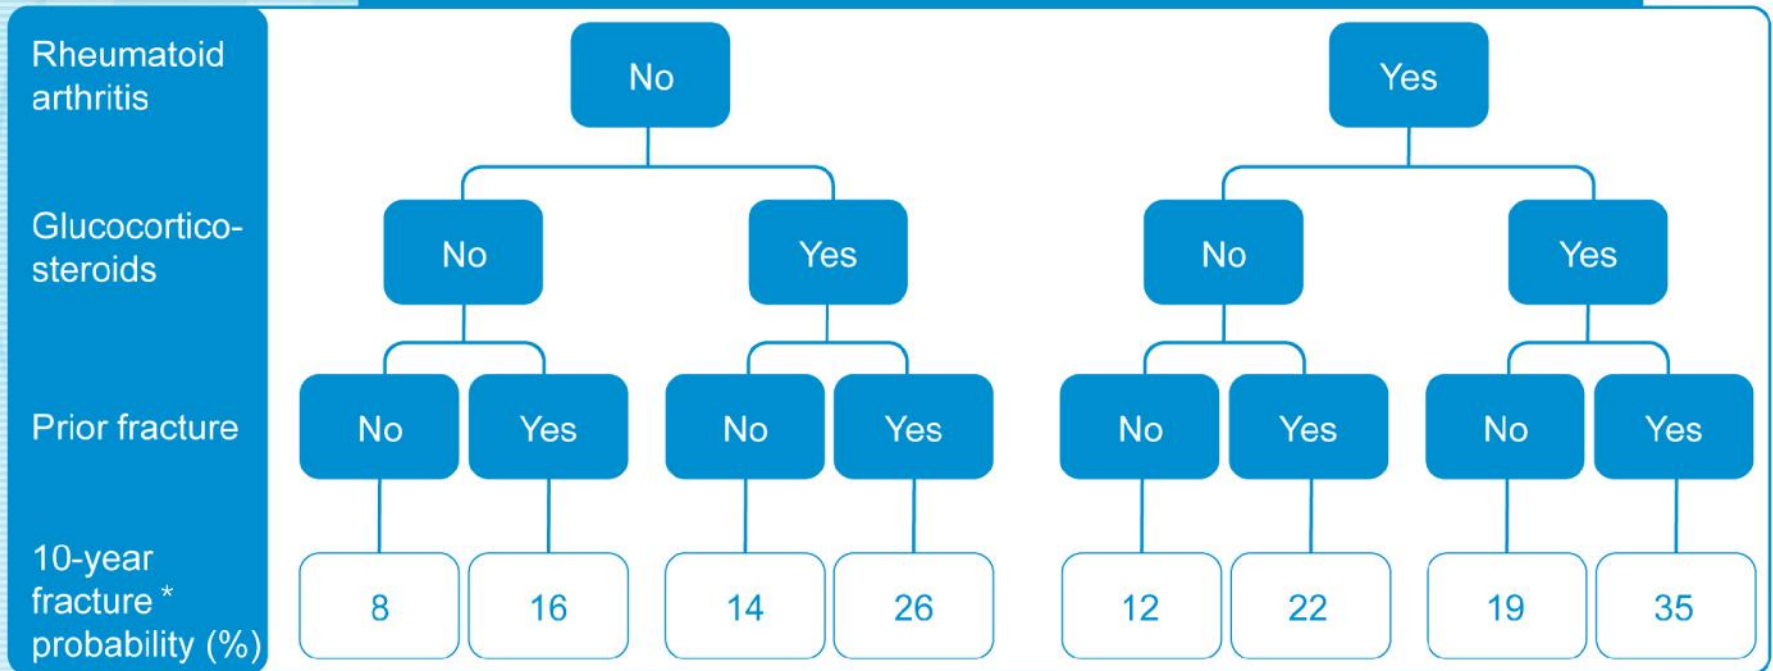 Rheumatoid
arthritis
No
Yes
Glucocortico-
steroids
No
Yes
No
Yes
Prior fracture
No
Yes
No
Yes
No
Yes
No
Yes
10-year
fracture *
probability (%)
8
16
14
26
12
22
19
35